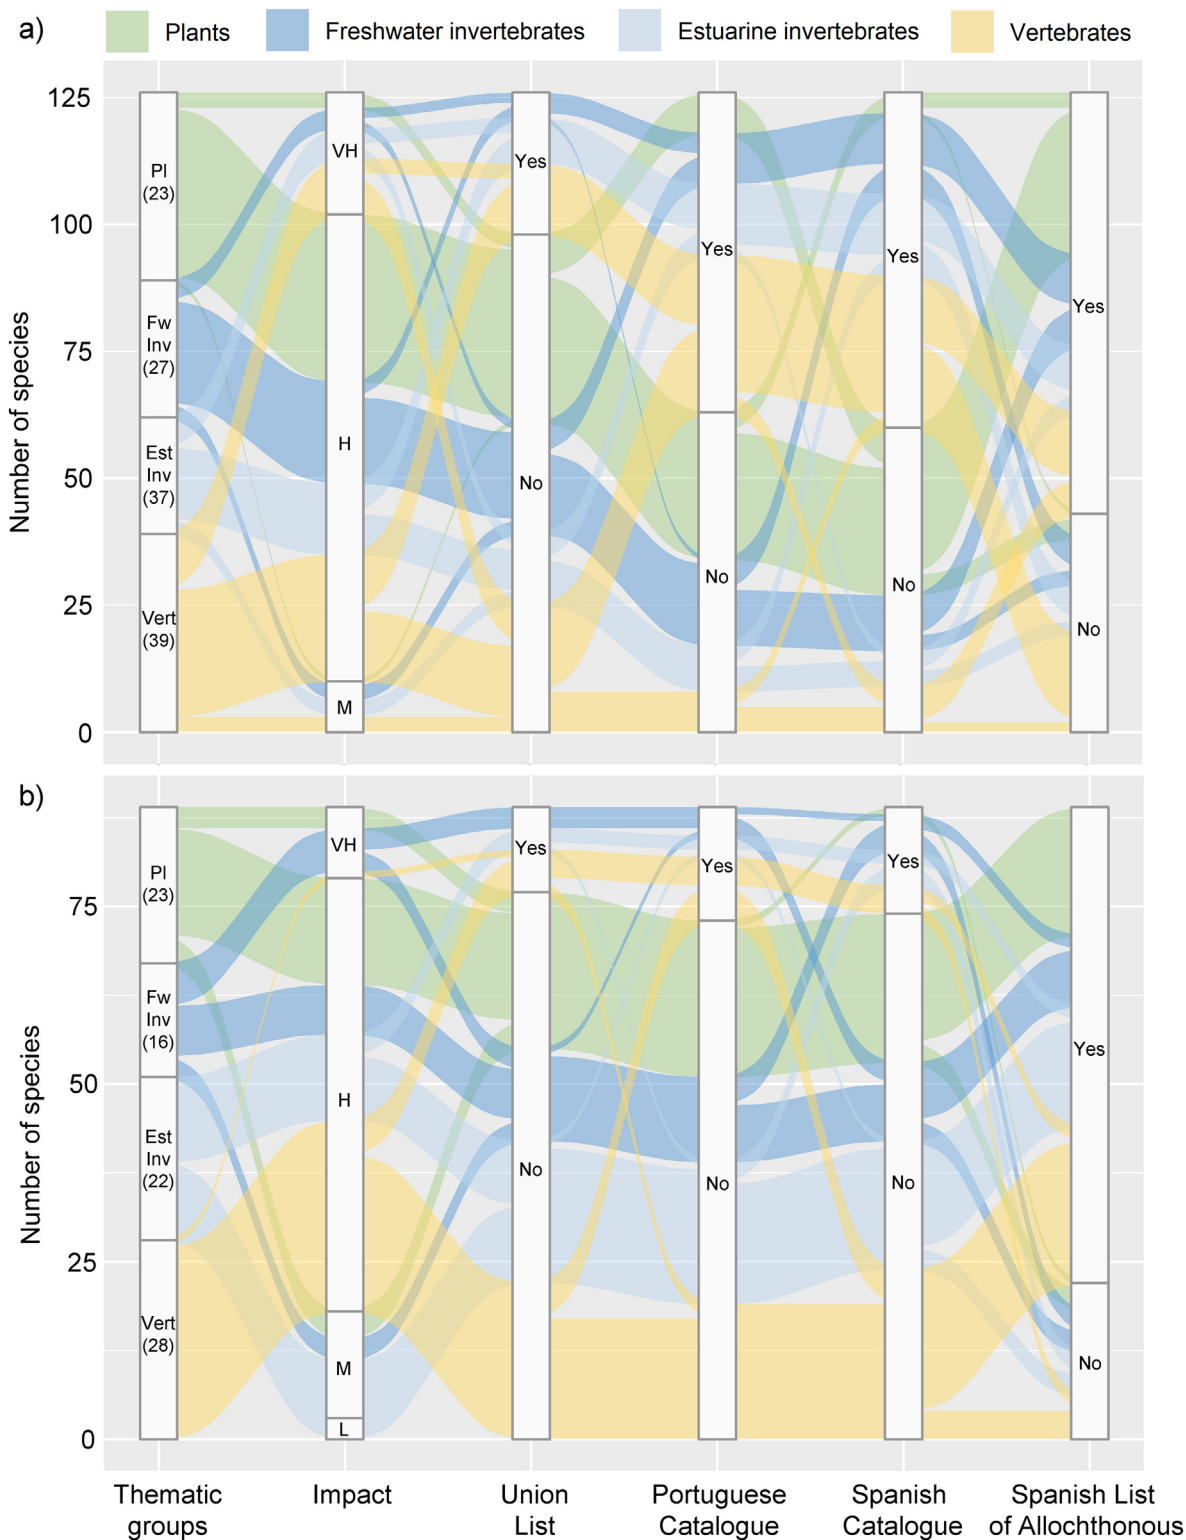 a)
Plants
Freshwater invertebrates
Estuarine invertebrates
Vertebrates
Number of species
125
100
75
50
25
0
Pl
(23)
Fw
Inv
(27)
Est
Inv
(37)
Vert
(39)
VH
H
M
Yes
No
Yes
No
Yes
No
Yes
No
b)
Number of species
75
50
25
0
Pl
(23)
Fw
Inv
(16)
Est
Inv
(22)
Vert
(28)
VH
H
M
L
Yes
No
Yes
No
Yes
No
Yes
No
Thematic
groups
Impact
Union
List
Portuguese
Catalogue
Spanish
Catalogue
Spanish List
of Allochthonous